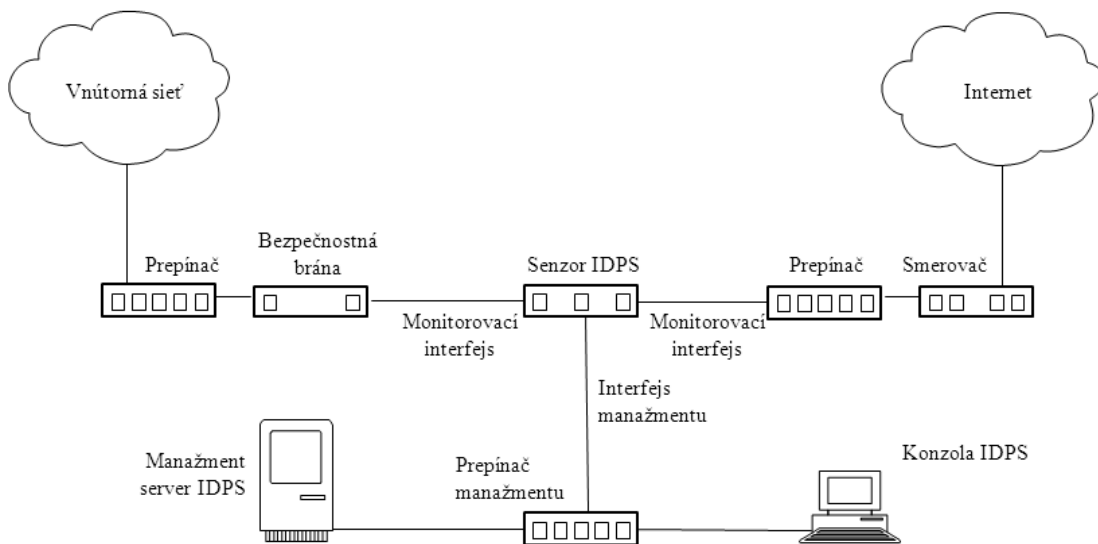 Vnútorná sieť
Internet
Bezpečnostná
brána
Prepínač
Senzor IDPS
Prepínač
Smerovač
Monitorovací
interfejs
Monitorovací
interfejs
Interfejs
manažmentu
Manažment
server IDPS
Prepínač
manažmentu
Konzola IDPS